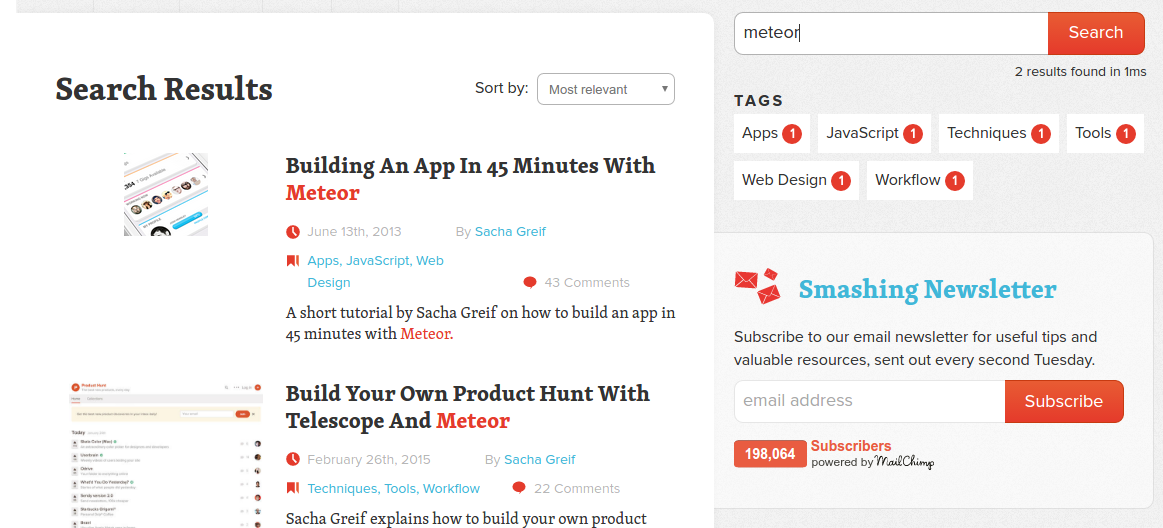 meteor
Search
2 results found in 1ms
Search Results
Sort by:
Most relevant
TAGS
Apps 1
JavaScript 1
Techniques 1
Tools 1
Web Design 1
Workflow 1
Building An App In 45 Minutes With
Meteor
June 13th, 2013
By Sacha Greif
Apps, JavaScript, Web
Design
43 Comments
A short tutorial by Sacha Greif on how to build an app in
45 minutes with Meteor.
Product Hunt
Today
Build Your Own Product Hunt With
Telescope And Meteor
February 26th, 2015
By Sacha Greif
Techniques, Tools, Workflow
22 Comments
Sacha Greif explains how to build your own product
Smashing Newsletter
Subscribe to our email newsletter for useful tips and
valuable resources, sent out every second Tuesday.
email address
Subscribe
198,064
Subscribers
powered by MailChimp